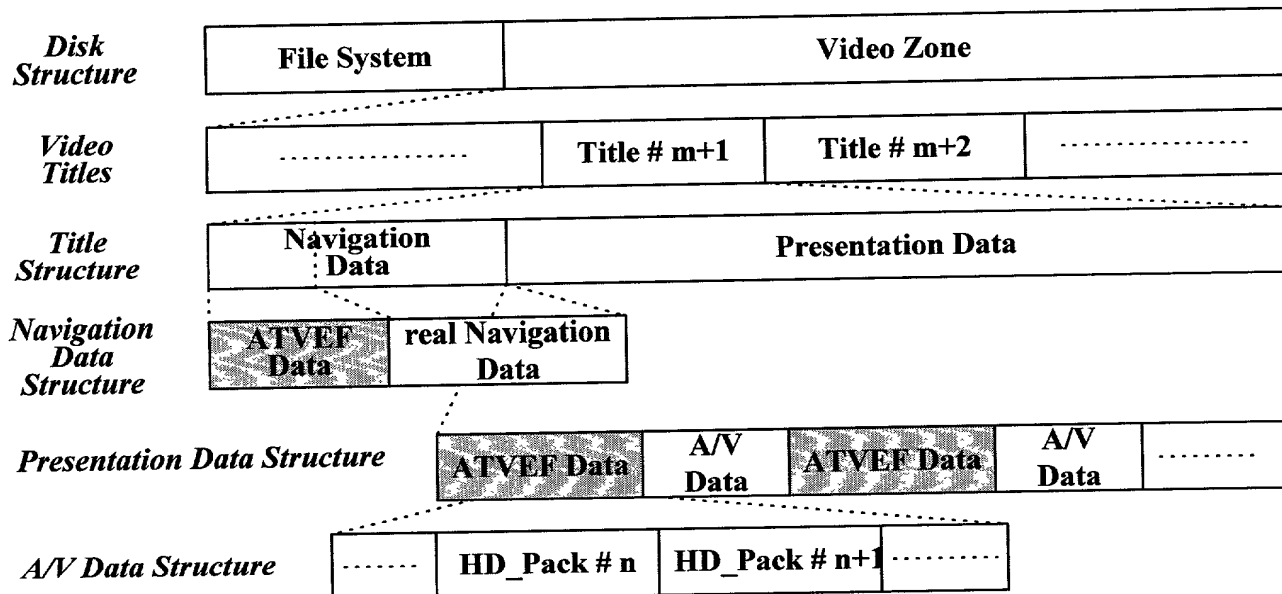 Disk
Structure
File System
Video Zone
Video
Titles
....................
Title # m+1
Title # m+2
.............
Title
Structure
Navigation
Data
Presentation Data
Navigation
Data
Structure
ATVEF
Data
real Navigation
Data
Presentation Data Structure
ATVEF Data
A/V
Data
ATVEF Data
A/V
Data
.........
A/V Data Structure
.......
HD_Pack # n
HD_Pack # n+1
.........